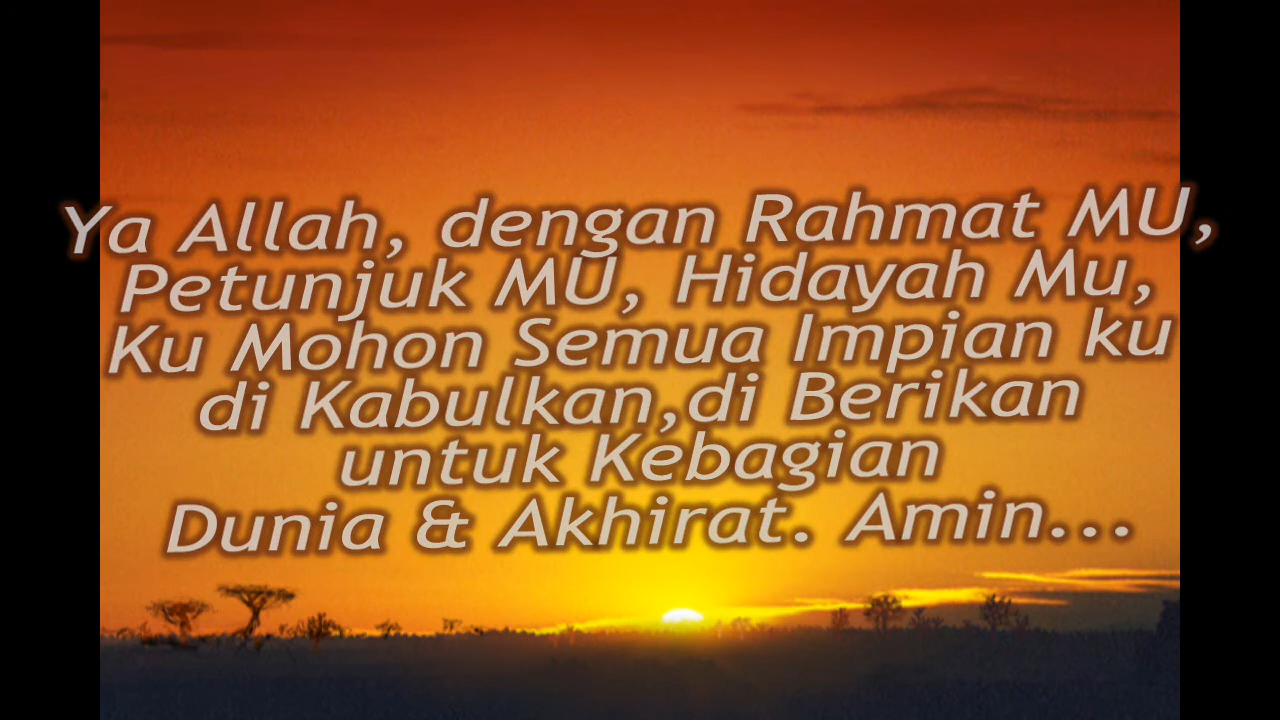 Ya Allah, dengan Rahmat MU,
Petunjuk MU, Hidayah Mu,
Ku Mohon Semua Impian ku
di Kabulkan,di Berikan
untuk Kebagian
Dunia & Akhirat. Amin...